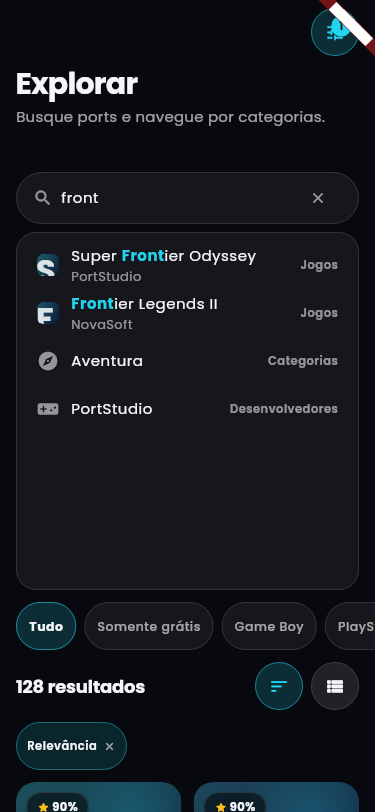 Explorar
Busque ports e navegue por categorias.
front
Super Frontier Odyssey
PortStudio
Jogos
Frontier Legends II
NovaSoft
Jogos
Aventura
Categorias
PortStudio
Desenvolvedores
Tudo
Somente grátis
Game Boy
PlayS
128 resultados
Relevância
90%
90%